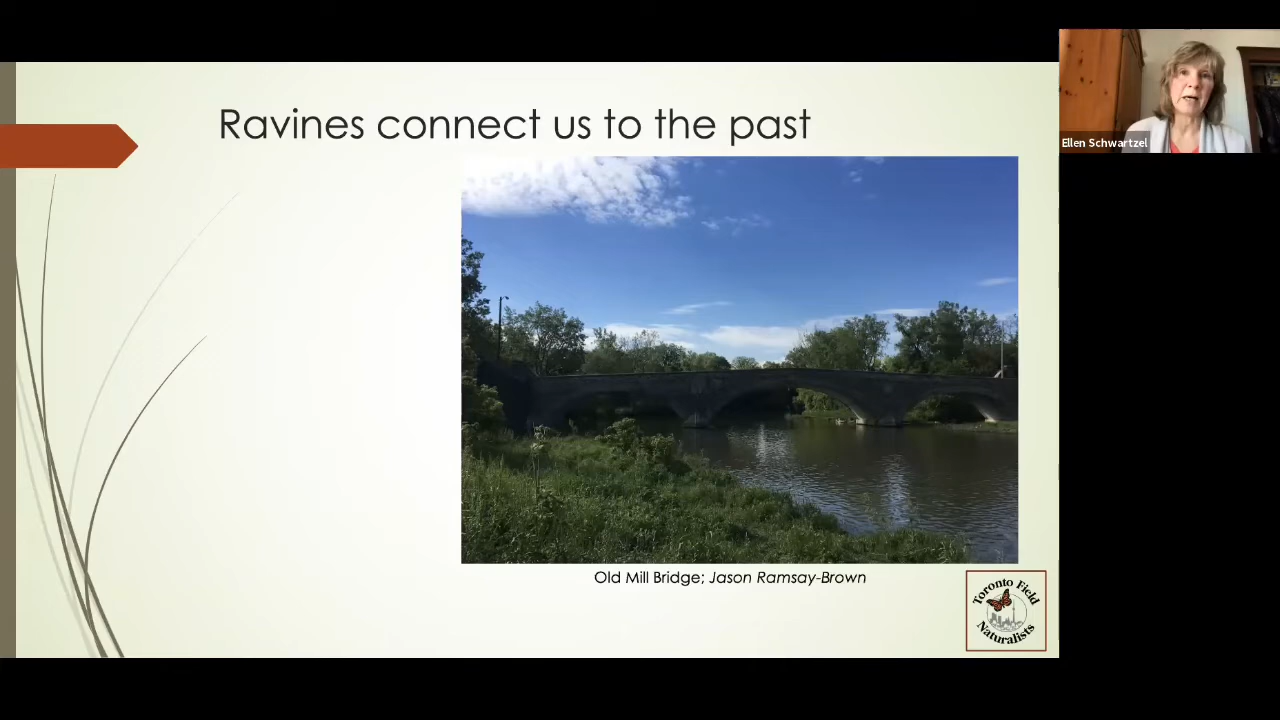 Ravines connect us to the past
Ellen Schwartzel
Old Mill Bridge; Jason Ramsay-Brown
Toronto Field
Naturalists